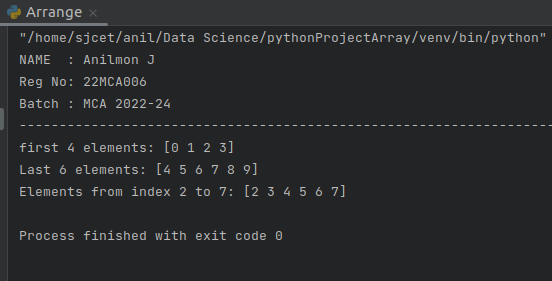 Arrange ×
"/home/sjcet/anil/Data Science/pythonProjectArray/venv/bin/python"
NAME  : Anilmon J
Reg No: 22MCA006
Batch : MCA 2022-24
--------------------------------------------------------------------
first 4 elements: [0 1 2 3]
Last 6 elements: [4 5 6 7 8 9]
Elements from index 2 to 7: [2 3 4 5 6 7]
Process finished with exit code 0